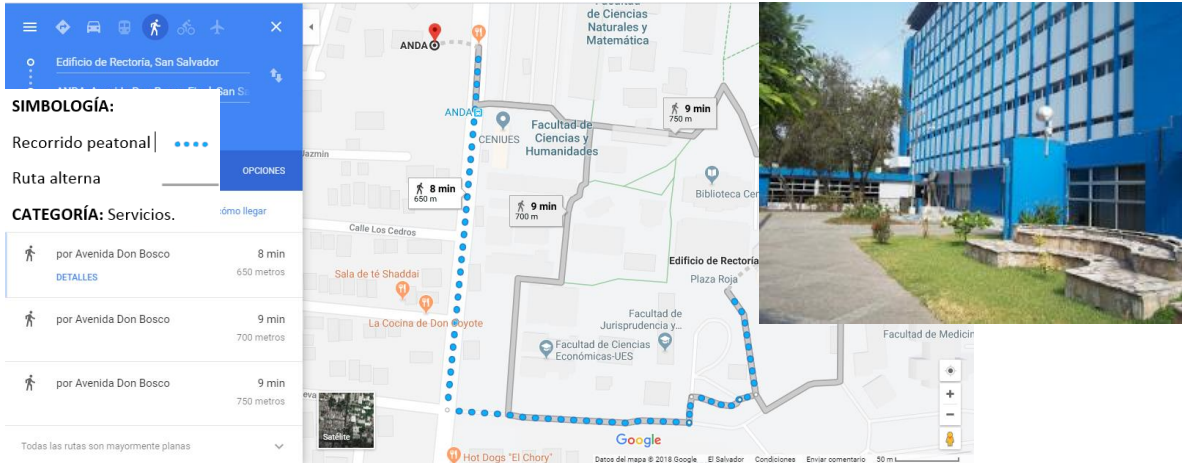 Edificio de Rectoría, San Salvador
SIMBOLOGÍA:
Recorrido peatonal
Ruta alterna
CATEGORÍA: Servicios.
OPCIONES
cómo llegar
por Avenida Don Bosco 8 min
DETALLES 650 metros
por Avenida Don Bosco 9 min
700 metros
por Avenida Don Bosco 9 min
750 metros
Todas las rutas son mayormente planas
de Ciencias
Naturales y
Matemática
ANDA
ANDA
9 min
750 m
CENIUES
Facultad de
Ciencias y
Humanidades
8 min
650 m
9 min
700 m
Biblioteca Cen
Calle Los Cedros
Edificio de Rectoría
Plaza Roja
Sala de té Shaddai
La Cocina de Don Coyote
Facultad de
Jurisprudencia y...
Facultad de Ciencias
Económicas-UES
Facultad de Medicin
Satélite
Google
Hot Dogs "El Chory"
Datos del mapa © 2018 Google El Salvador Condiciones Enviar comentario 50 m